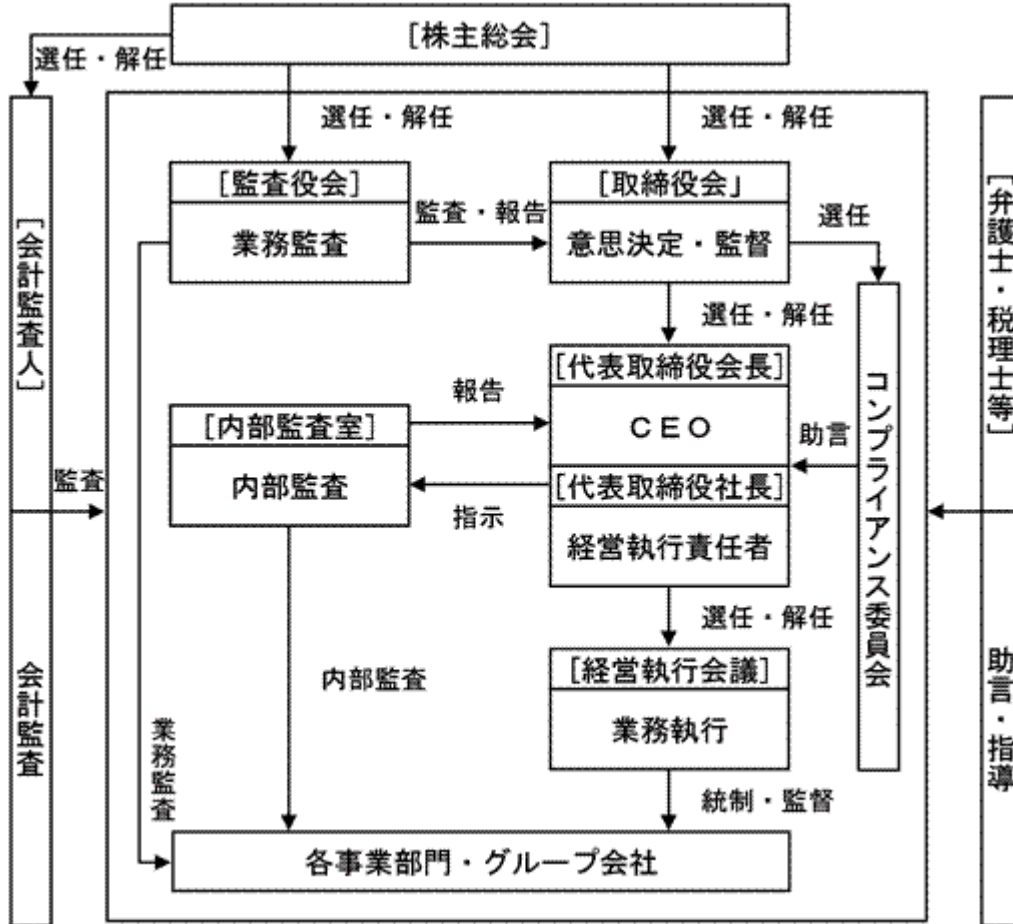 [株主総会]
選任・解任
選任・解任
選任・解任
[監査役会]
業務監査
監査・報告
[取締役会」
意思決定・監督
選任
選任・解任
[会計監査人]
会計監査
監査
[代表取締役会長]
CEO
[代表取締役社長]
経営執行責任者
報告
指示
[内部監査室]
内部監査
助言
コンプライアンス委員会
[弁護士・税理士等]
助言・指導
選任・解任
[経営執行会議]
業務執行
内部監査
業務監査
統制・監督
各事業部門・グループ会社